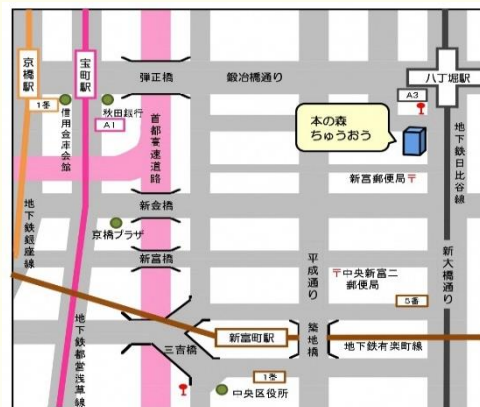 京橋駅
宝町駅
弾正橋
鍛冶橋通り
八丁堀駅
1番
A3
信用金庫会館
秋田銀行
A1
首都高速道路
本の森
ちゅうおう
地下鉄日比谷線
新富郵便局〒
新金橋
京橋プラザ
地下鉄銀座線
新富橋
平成通り
新大橋通り
〒中央新富二
郵便局
5番
地下鉄都営浅草線
新富町駅
築地橋
地下鉄有楽町線
三吉橋
1番
中央区役所